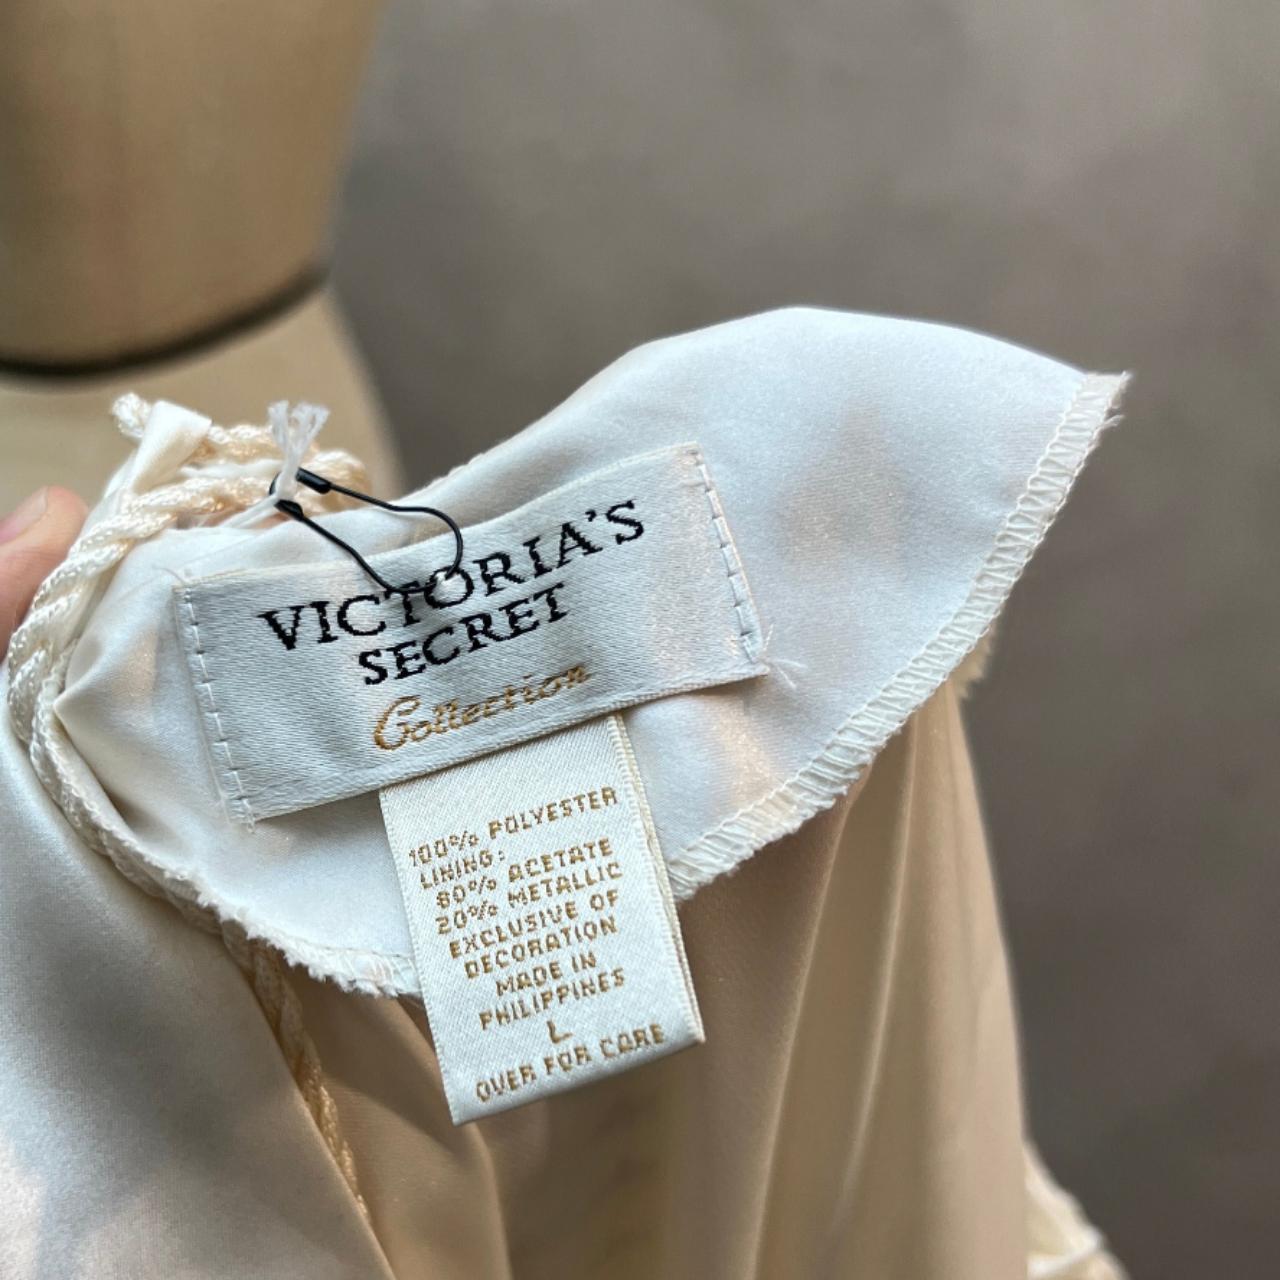 VICTORIA'S
SECRET
Collection
100% POLYESTER
LINING:
80% ACETATE
20% METALLIC
EXCLUSIVE OF
DECORATION
MADE IN
PHILIPPINES
L
OVER FOR CARE